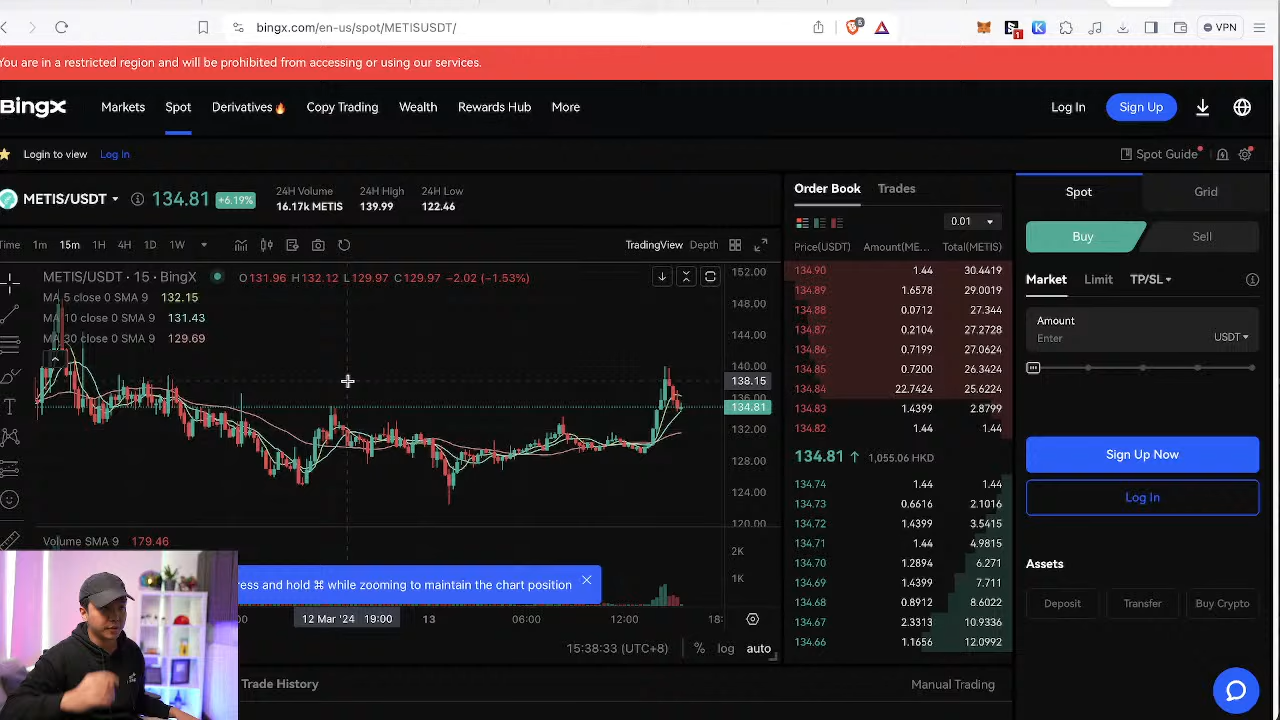 bingx.com/en-us/spot/METISUSDT/
5
1
VPN
You are in a restricted region and will be prohibited from accessing or using our services.
BingX Markets Spot Derivatives🔥 Copy Trading Wealth Rewards Hub More Log In Sign Up
Login to view Log In Spot Guide
METIS/USDT 134.81 +6.19%
24H Volume 24H High 24H Low
16.17k METIS 139.99 122.46
Time 1m 15m 1H 4H 1D 1W TradingView Depth
METIS/USDT · 15 · BingX O131.96 H132.12 L129.97 C129.97 -2.02 (-1.53%)
MA 5 close 0 SMA 9 132.15
MA 10 close 0 SMA 9 131.43
MA 30 close 0 SMA 9 129.69
152.00
148.00
144.00
140.00
138.15
136.00
134.81
132.00
128.00
124.00
120.00
Volume SMA 9 179.46
2K
1K
ress and hold ⌘ while zooming to maintain the chart position
:00 12 Mar '24 19:00 13 06:00 12:00 18:
15:38:33 (UTC+8) % log auto
Trade History Manual Trading
Order Book Trades
0.01
Price(USDT) Amount(ME... Total(METIS)
134.90 1.44 30.4419
134.89 1.6578 29.0019
134.88 0.0712 27.344
134.87 0.2104 27.2728
134.86 0.7199 27.0624
134.85 0.7200 26.3424
134.84 22.7424 25.6224
134.83 1.4399 2.8799
134.82 1.44 1.44
134.81 ↑ 1,055.06 HKD
134.74 1.44 1.44
134.73 0.6616 2.1016
134.72 1.4399 3.5415
134.71 1.44 4.9815
134.70 1.2894 6.271
134.69 1.4399 7.711
134.68 0.8912 8.6022
134.67 2.3313 10.9336
134.66 1.1656 12.0992
Spot Grid
Buy Sell
Market Limit TP/SL
Amount
Enter USDT
Sign Up Now
Log In
Assets
Deposit Transfer Buy Crypto